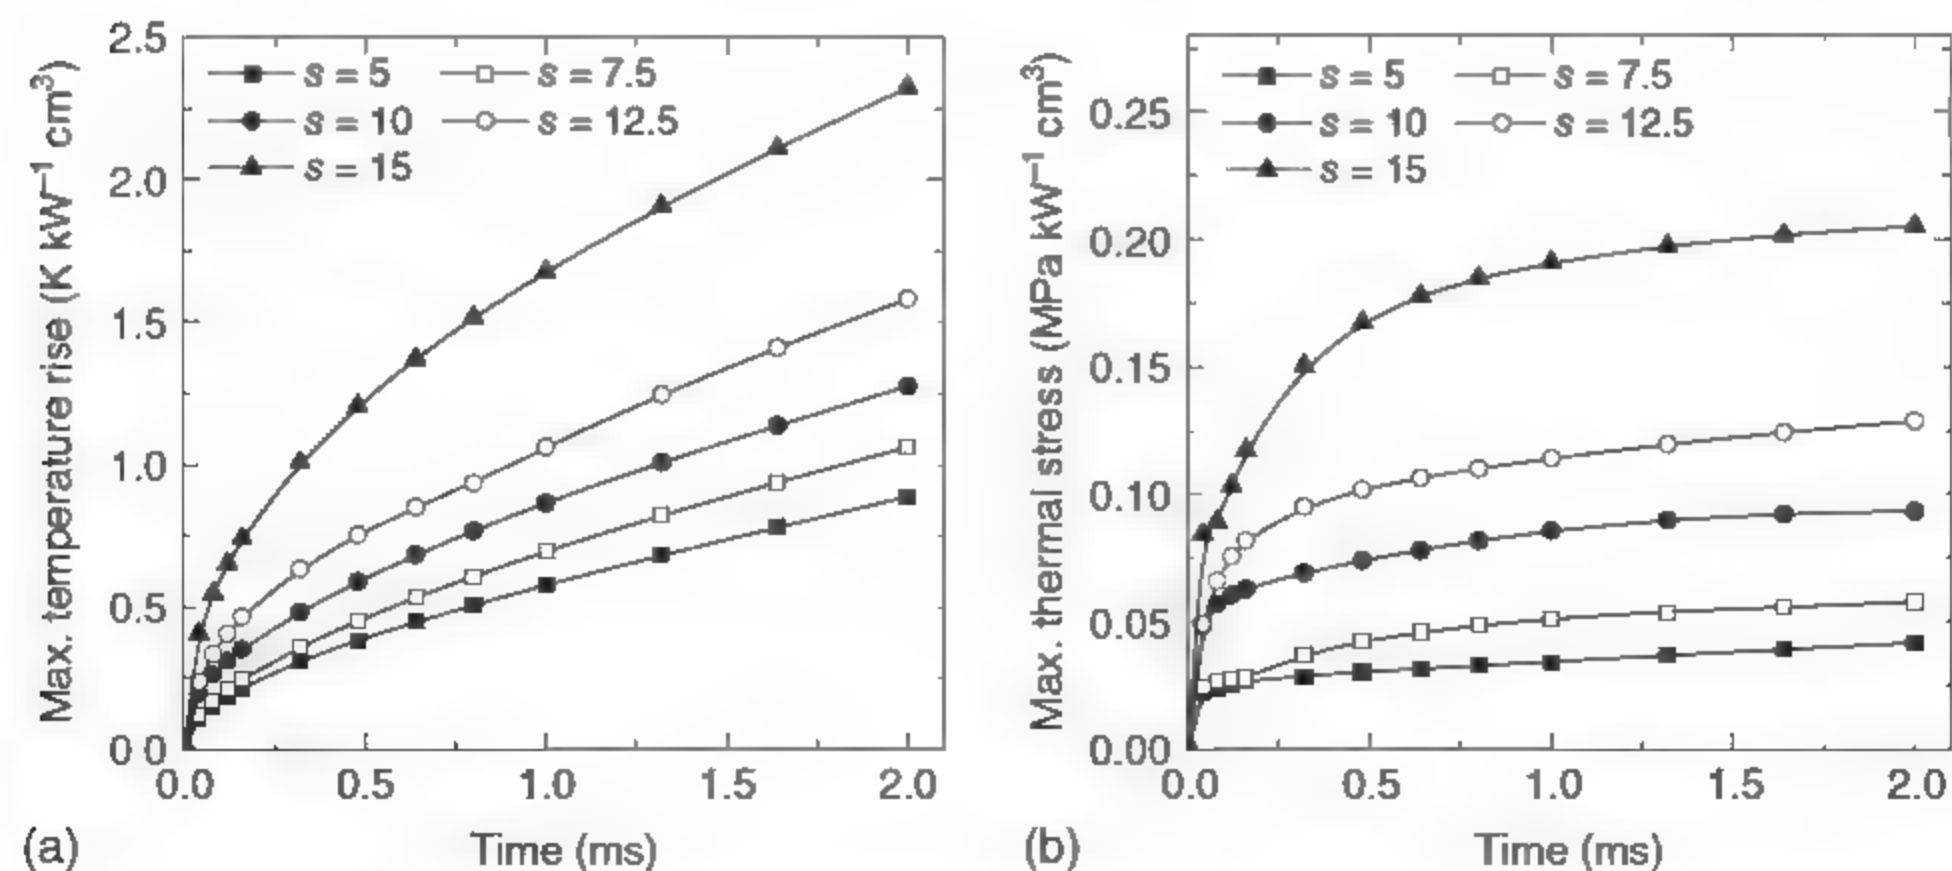 Max. temperature rise (K kW⁻¹ cm³)
2.5
2.0
1.5
1.0
0.5
0 0
s = 5
s = 7.5
s = 10
s = 12.5
s = 15
0.0 0.5 1.0 1.5 2.0
Time (ms)
(a)
Max. thermal stress (MPa kW⁻¹ cm³)
0.25
0.20
0.15
0.10
0.05
0.00
s = 5
s = 7.5
s = 10
s = 12.5
s = 15
0.0 0.5 1.0 1.5 2.0
Time (ms)
(b)